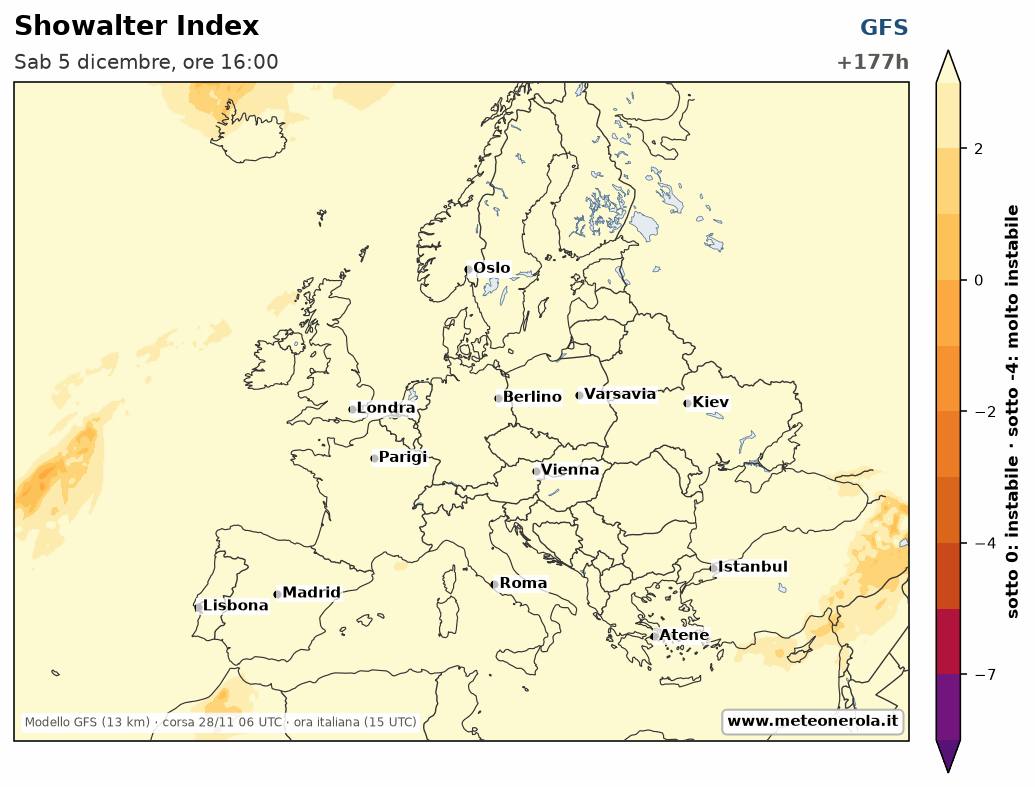 Showalter Index
GFS
Sab 5 dicembre, ore 16:00
+177h
Oslo
Londra
Berlino
Varsavia
Kiev
Parigi
Vienna
Istanbul
Roma
Madrid
Lisbona
Atene
Modello GFS (13 km) · corsa 28/11 06 UTC · ora italiana (15 UTC)
www.meteonerola.it
2
0
−2
−4
−7
sotto 0: instabile · sotto -4: molto instabile